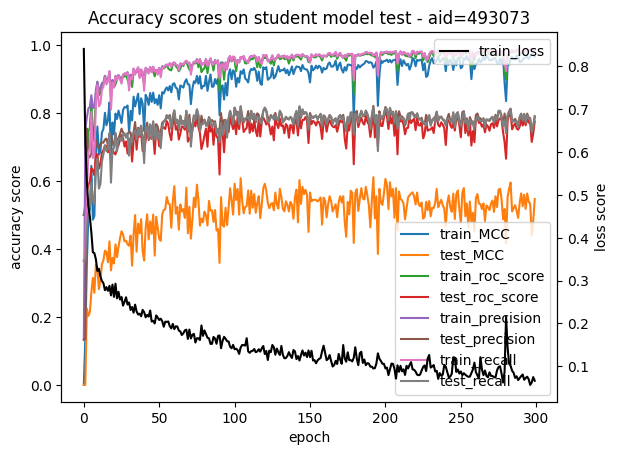 Accuracy scores on student model test - aid=493073
train_loss
accuracy score
1.0
0.8
0.6
0.4
0.2
0.0
0.8
0.7
0.6
0.5
0.4
0.3
0.2
0.1
loss score
train_MCC
test_MCC
train_roc_score
test_roc_score
train_precision
test_precision
train_recall
test_recall
0
50
100
150
200
250
300
epoch